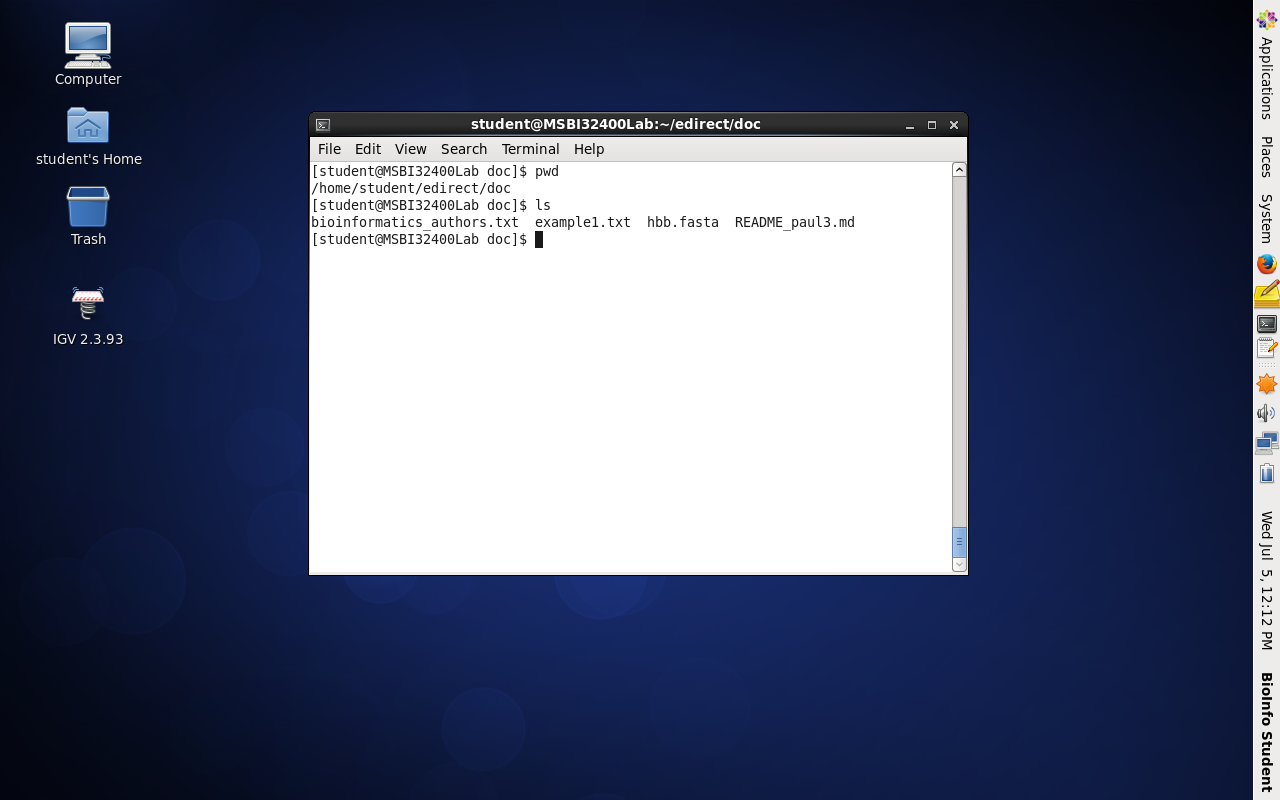 Computer
student's Home
Trash
IGV 2.3.93
student@MSBI32400Lab:~/edirect/doc
File Edit View Search Terminal Help
[student@MSBI32400Lab doc]$ pwd
/home/student/edirect/doc
[student@MSBI32400Lab doc]$ ls
bioinformatics_authors.txt  example1.txt  hbb.fasta  README_paul3.md
[student@MSBI32400Lab doc]$
Applications
Places
System
Wed Jul  5, 12:12 PM
BioInfo Student